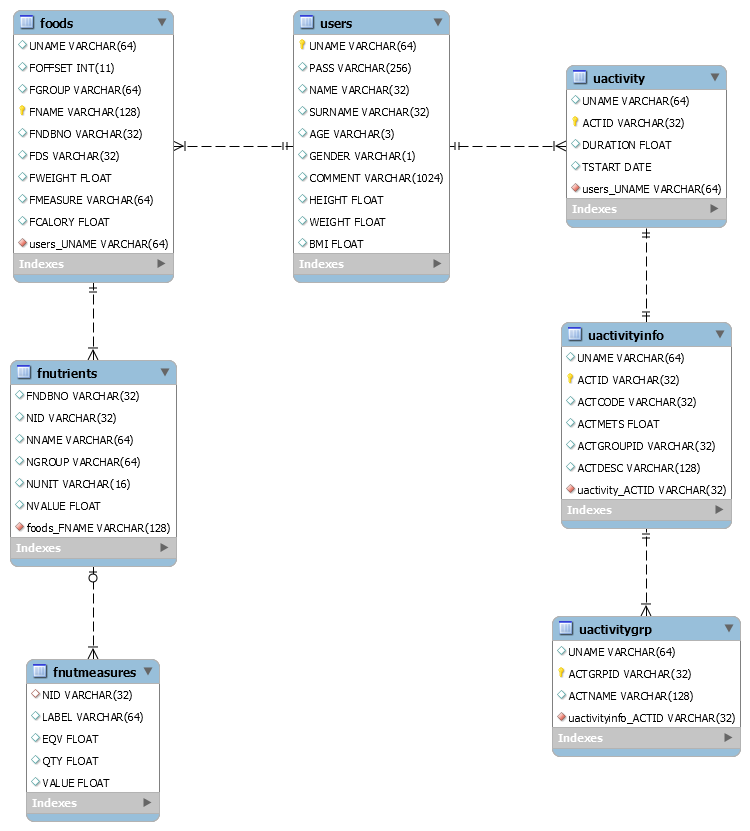 foods
UNAME VARCHAR(64)
FOFFSET INT(11)
FGROUP VARCHAR(64)
FNAME VARCHAR(128)
FNDBNO VARCHAR(32)
FDS VARCHAR(32)
FWEIGHT FLOAT
FMEASURE VARCHAR(64)
FCALORY FLOAT
users_UNAME VARCHAR(64)
Indexes
users
UNAME VARCHAR(64)
PASS VARCHAR(256)
NAME VARCHAR(32)
SURNAME VARCHAR(32)
AGE VARCHAR(3)
GENDER VARCHAR(1)
COMMENT VARCHAR(1024)
HEIGHT FLOAT
WEIGHT FLOAT
BMI FLOAT
Indexes
uactivity
UNAME VARCHAR(64)
ACTID VARCHAR(32)
DURATION FLOAT
TSTART DATE
users_UNAME VARCHAR(64)
Indexes
fnutrients
FNDBNO VARCHAR(32)
NID VARCHAR(32)
NNAME VARCHAR(64)
NGROUP VARCHAR(64)
NUNIT VARCHAR(16)
NVALUE FLOAT
foods_FNAME VARCHAR(128)
Indexes
uactivityinfo
UNAME VARCHAR(64)
ACTID VARCHAR(32)
ACTCODE VARCHAR(32)
ACTMETS FLOAT
ACTGROUPID VARCHAR(32)
ACTDESC VARCHAR(128)
uactivity_ACTID VARCHAR(32)
Indexes
fnutmeasures
NID VARCHAR(32)
LABEL VARCHAR(64)
EQV FLOAT
QTY FLOAT
VALUE FLOAT
Indexes
uactivitygrp
UNAME VARCHAR(64)
ACTGRPID VARCHAR(32)
ACTNAME VARCHAR(128)
uactivityinfo_ACTID VARCHAR(32)
Indexes